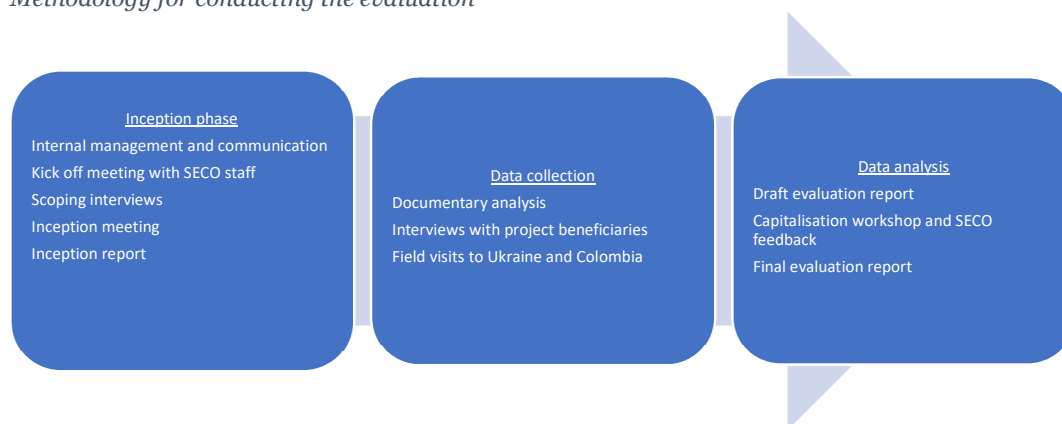 Methodology for conducting the evaluation
Inception phase
Internal management and communication
Kick off meeting with SECO staff
Scoping interviews
Inception meeting
Inception report
Data collection
Documentary analysis
Interviews with project beneficiaries
Field visits to Ukraine and Colombia
Data analysis
Draft evaluation report
Capitalisation workshop and SECO
feedback
Final evaluation report